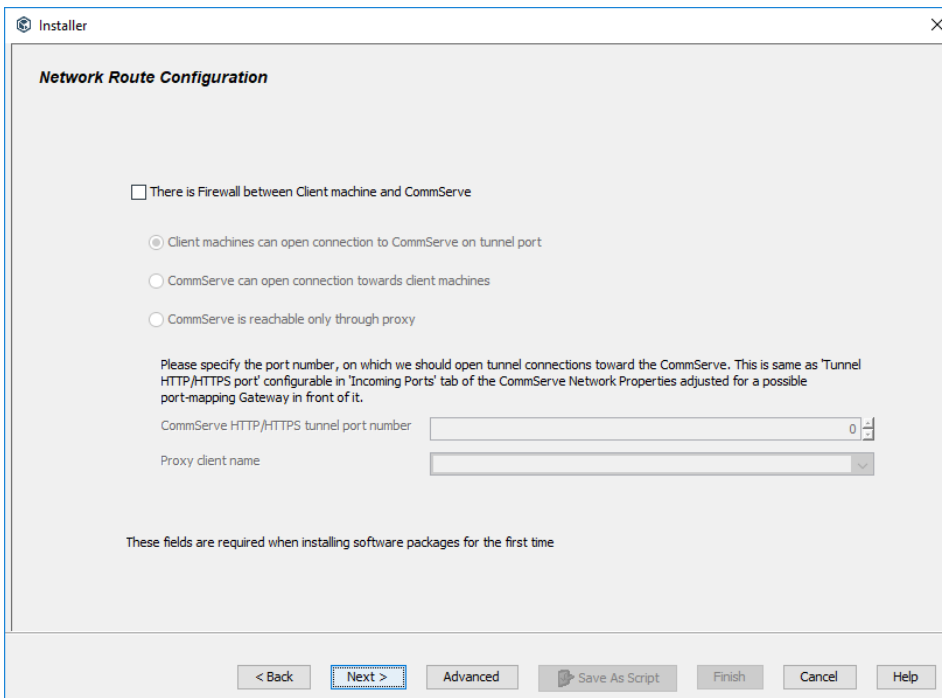 Installer
Network Route Configuration
There is Firewall between Client machine and CommServe
Client machines can open connection to CommServe on tunnel port
CommServe can open connection towards client machines
CommServe is reachable only through proxy
Please specify the port number, on which we should open tunnel connections toward the CommServe. This is same as 'Tunnel
HTTP/HTTPS port' configurable in 'Incoming Ports' tab of the CommServe Network Properties adjusted for a possible
port-mapping Gateway in front of it.
CommServe HTTP/HTTPS tunnel port number 0
Proxy client name
These fields are required when installing software packages for the first time
< Back Next > Advanced Save As Script Finish Cancel Help